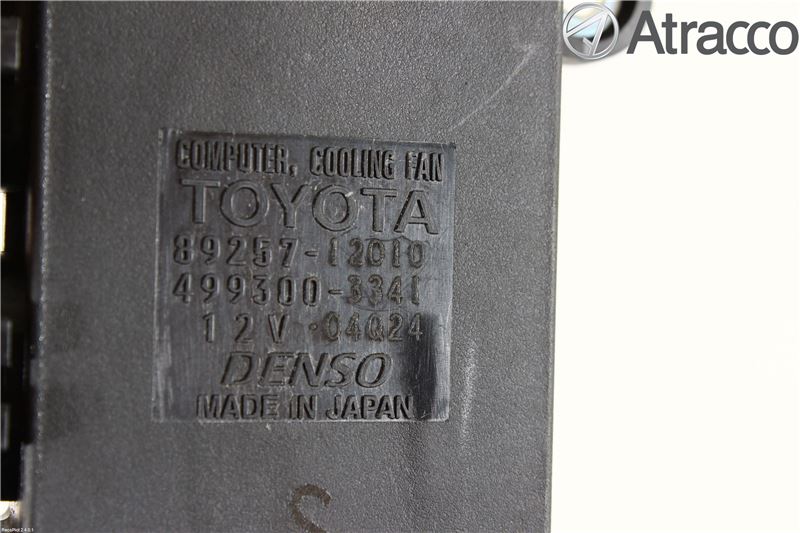 Atracco
COMPUTER, COOLING FAN
TOYOTA
89257-12010
499300-3341
12V 04Q24
DENSO
MADE IN JAPAN
S